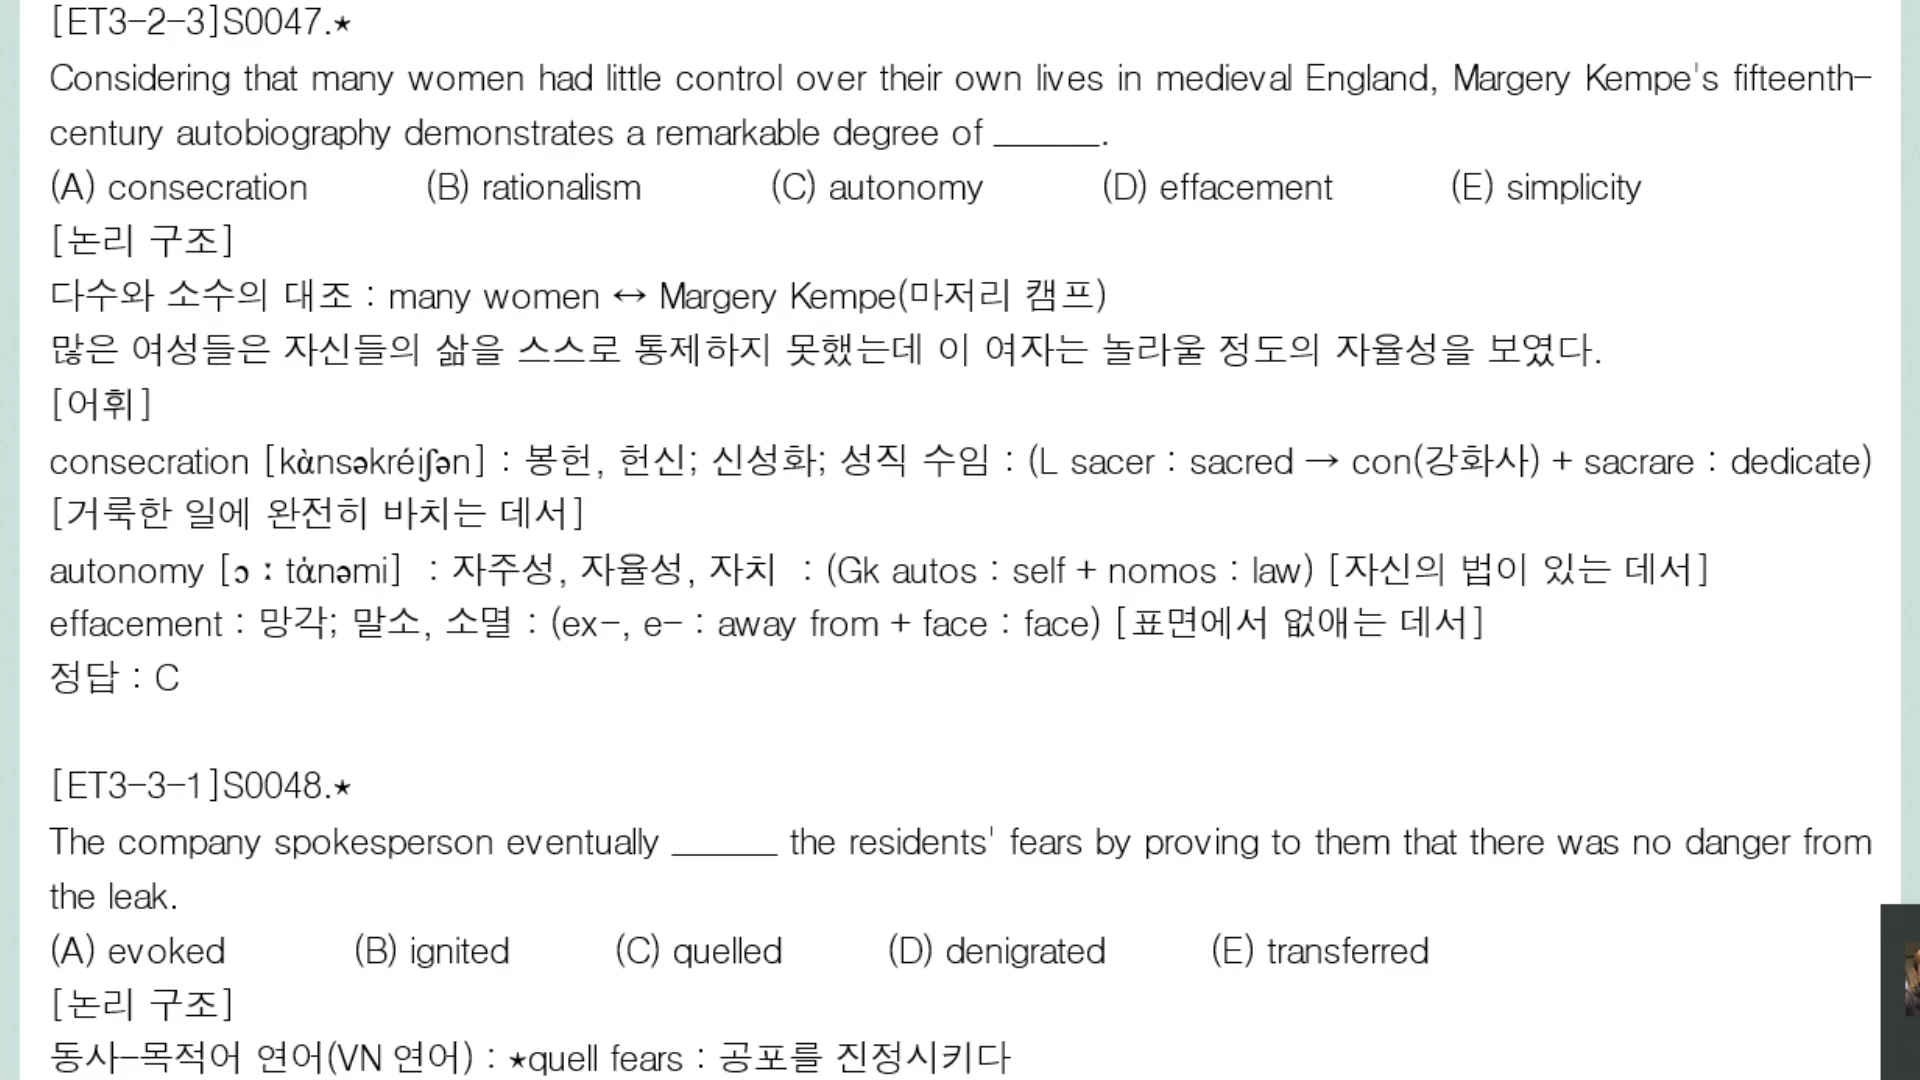 [ET3-2-3]S0047.⋆
Considering that many women had little control over their own lives in medieval England, Margery Kempe's fifteenth-
century autobiography demonstrates a remarkable degree of ______.
(A) consecration (B) rationalism (C) autonomy (D) effacement (E) simplicity
[논리 구조]
다수와 소수의 대조 : many women ↔ Margery Kempe(마저리 캠프)
많은 여성들은 자신들의 삶을 스스로 통제하지 못했는데 이 여자는 놀라울 정도의 자율성을 보였다.
[어휘]
consecration [kὰnsəkréiʃən] : 봉헌, 헌신; 신성화; 성직 수임 : (L sacer : sacred → con(강화사) + sacrare : dedicate)
[거룩한 일에 완전히 바치는 데서]
autonomy [ɔːtάnəmi] : 자주성, 자율성, 자치 : (Gk autos : self + nomos : law) [자신의 법이 있는 데서]
effacement : 망각; 말소, 소멸 : (ex-, e- : away from + face : face) [표면에서 없애는 데서]
정답 : C
[ET3-3-1]S0048.⋆
The company spokesperson eventually ______ the residents' fears by proving to them that there was no danger from
the leak.
(A) evoked (B) ignited (C) quelled (D) denigrated (E) transferred
[논리 구조]
동사-목적어 연어(VN 연어) : ⋆quell fears : 공포를 진정시키다